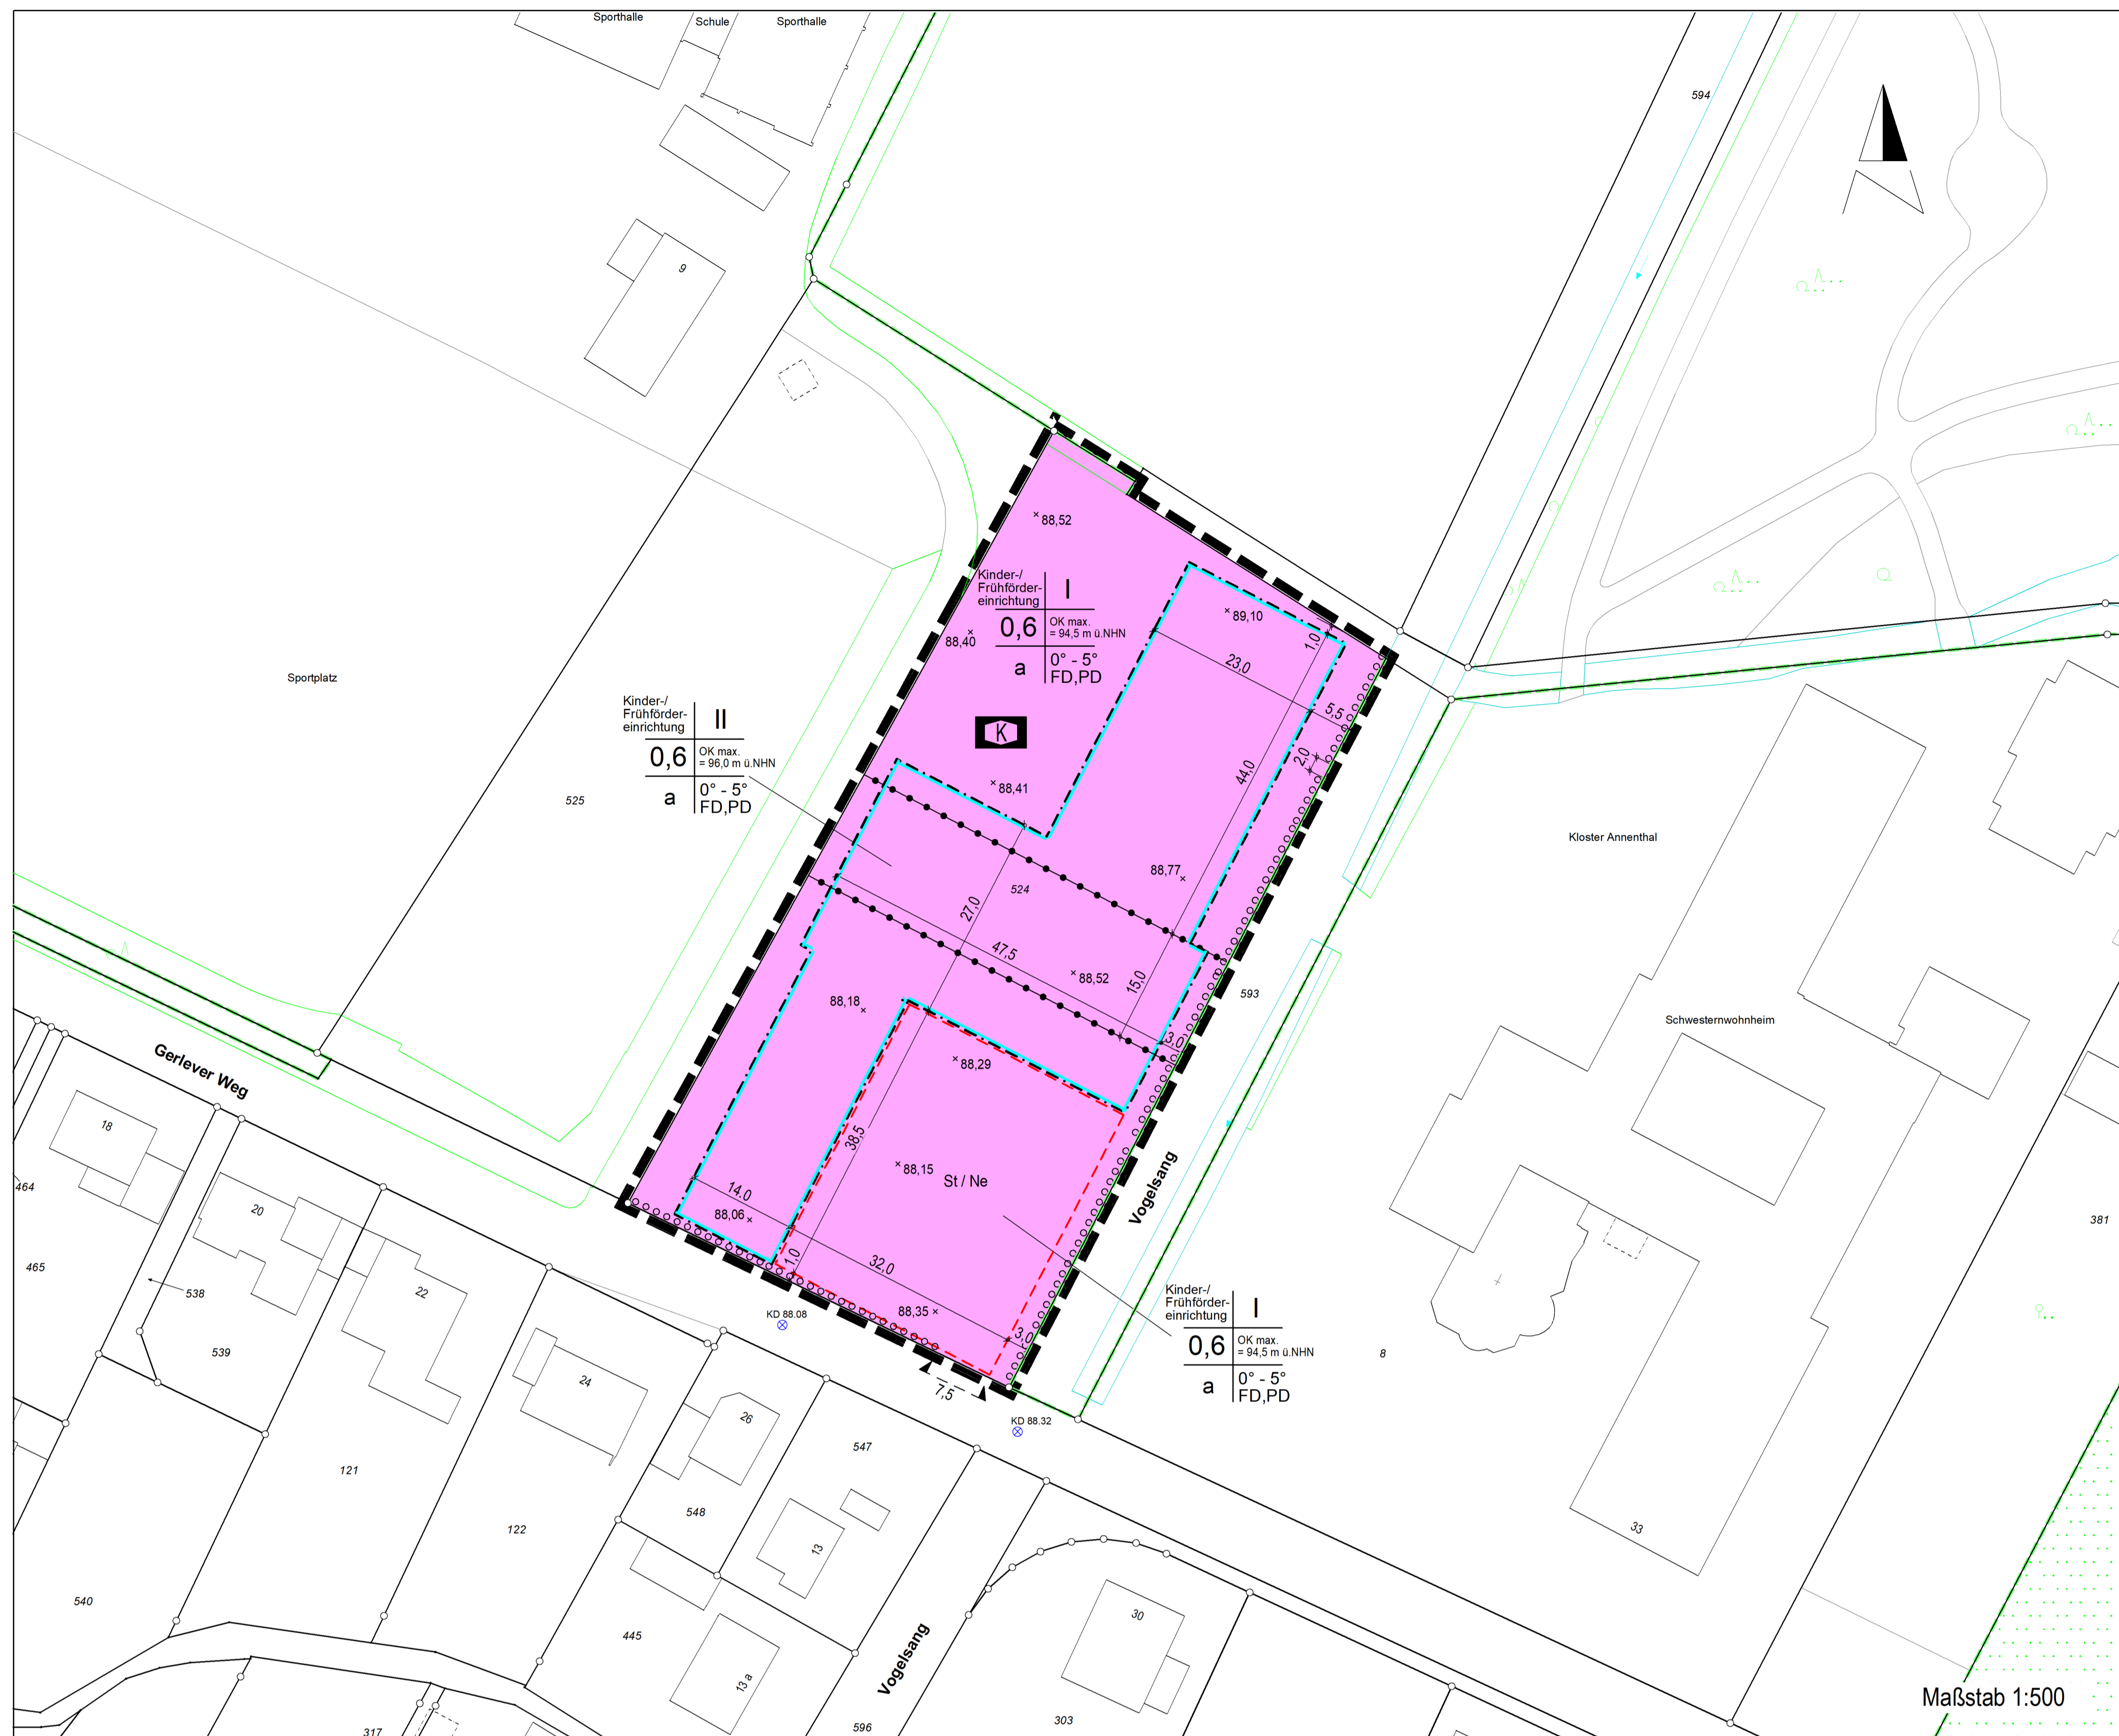 Sporthalle
Schule
Sporthalle
594
9
88,52
Kinder-/
Frühförder-
einrichtung
I
0,6
OK max.
= 94,5 m ü.NHN
a
0° - 5°
FD,PD
88,40
89,10
1,0
23,0
5,5
2,0
44,0
K
88,41
Sportplatz
Kinder-/
Frühförder-
einrichtung
II
0,6
OK max.
= 96,0 m ü.NHN
a
0° - 5°
FD,PD
525
88,77
524
27,0
47,5
88,52
15,0
593
3,0
88,18
88,29
Kloster Annenthal
Schwesternwohnheim
Gerlever Weg
18
464
20
465
538
22
539
38,5
88,15
St / Ne
14,0
88,06
1,0
32,0
88,35
3,0
7,5
Vogelsang
KD 88.08
KD 88.32
Kinder-/
Frühförder-
einrichtung
I
0,6
OK max.
= 94,5 m ü.NHN
a
0° - 5°
FD,PD
8
381
24
26
547
121
122
548
13
33
540
445
13 a
Vogelsang
30
303
596
317
Maßstab 1:500